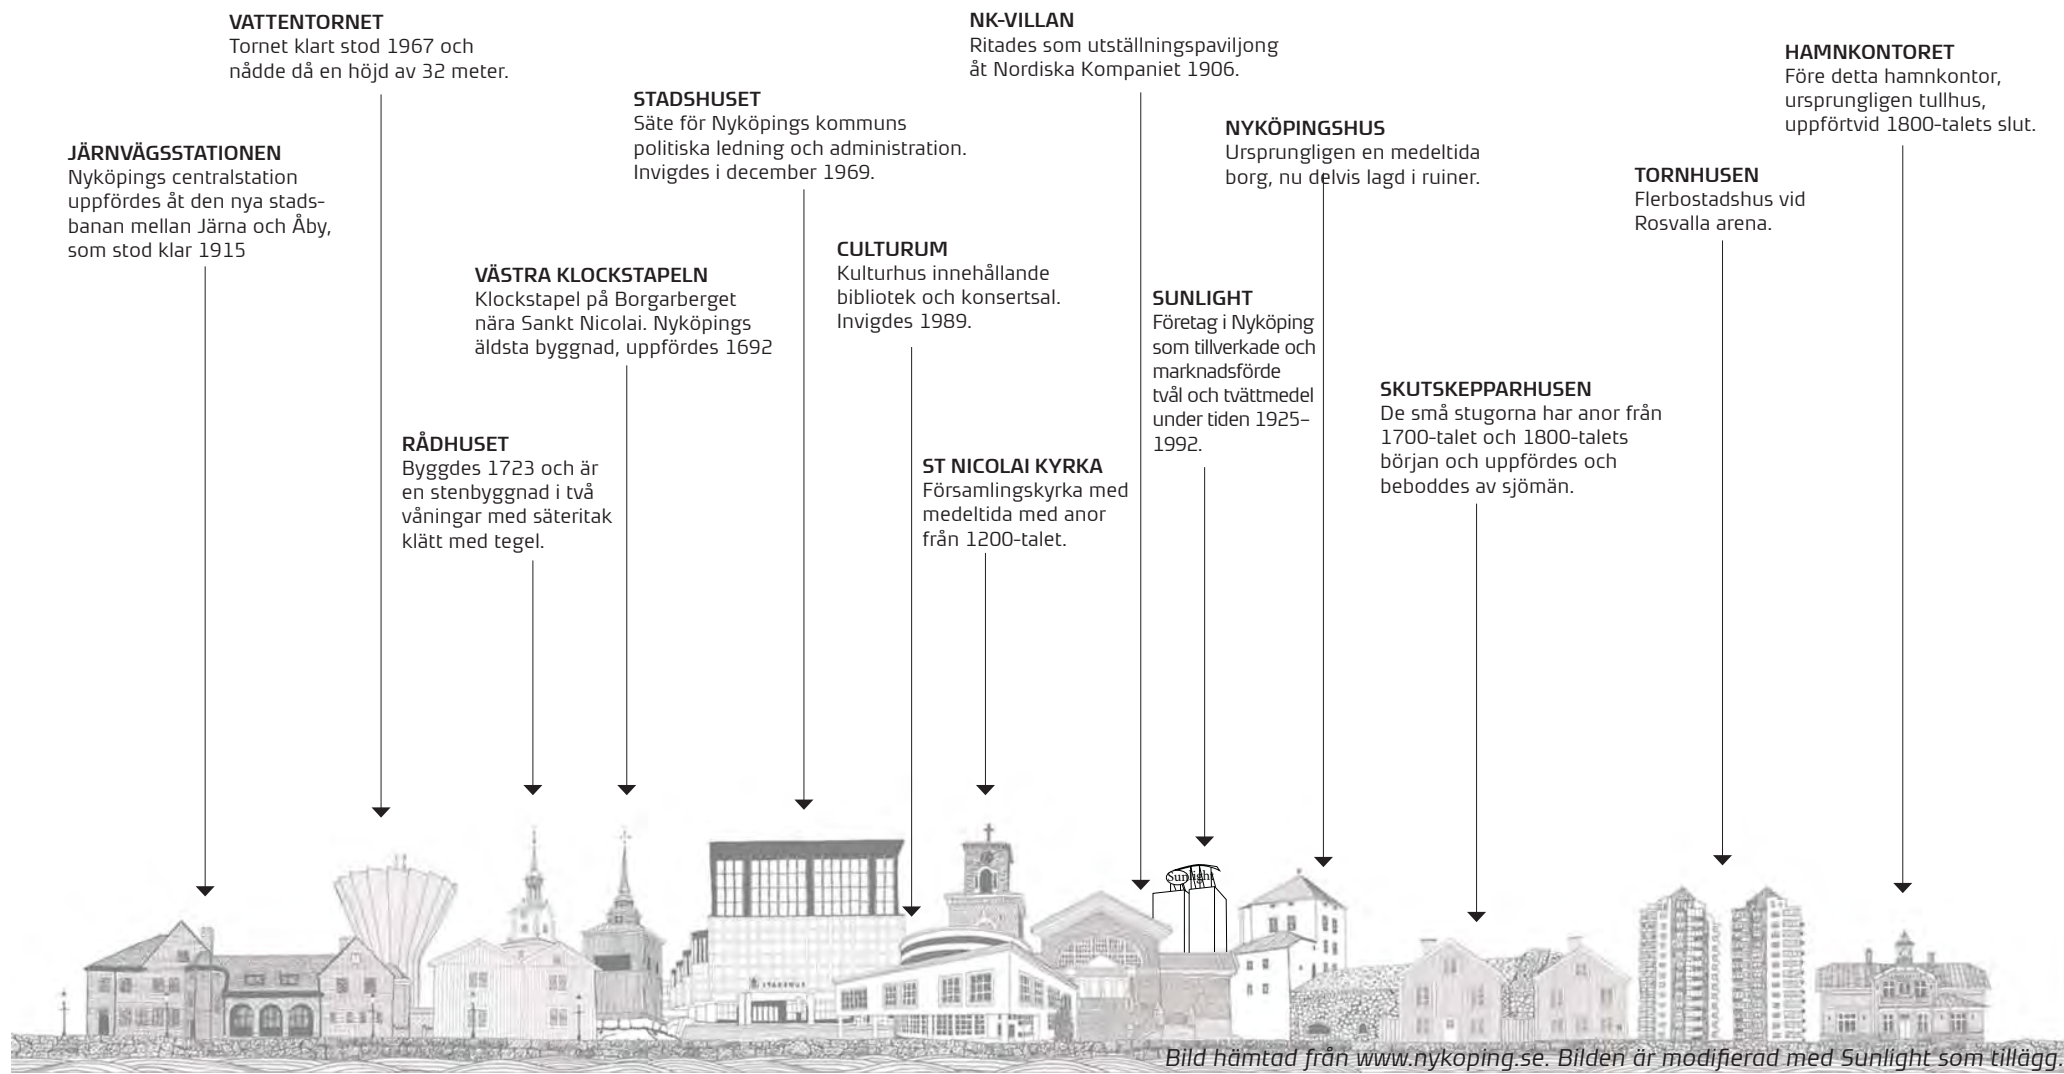 VATTENTORNET
Tornet klart stod 1967 och
nådde då en höjd av 32 meter.
NK-VILLAN
Ritades som utställningspaviljong
åt Nordiska Kompaniet 1906.
HAMNKONTORET
Före detta hamnkontor,
ursprungligen tullhus,
uppförtvid 1800-talets slut.
STADSHUSET
Säte för Nyköpings kommuns
politiska ledning och administration.
Invigdes i december 1969.
NYKÖPINGSHUS
Ursprungligen en medeltida
borg, nu delvis lagd i ruiner.
JÄRNVÄGSSTATIONEN
Nyköpings centralstation
uppfördes åt den nya stads-
banan mellan Järna och Åby,
som stod klar 1915
TORNHUSEN
Flerbostadshus vid
Rosvalla arena.
CULTURUM
Kulturhus innehållande
bibliotek och konsertsal.
Invigdes 1989.
VÄSTRA KLOCKSTAPELN
Klockstapel på Borgarberget
nära Sankt Nicolai. Nyköpings
äldsta byggnad, uppfördes 1692
SUNLIGHT
Företag i Nyköping
som tillverkade och
marknadsförde
tvål och tvättmedel
under tiden 1925–
1992.
SKUTSKEPPARHUSEN
De små stugorna har anor från
1700-talet och 1800-talets
början och uppfördes och
beboddes av sjömän.
RÅDHUSET
Byggdes 1723 och är
en stenbyggnad i två
våningar med säteritak
klätt med tegel.
ST NICOLAI KYRKA
Församlingskyrka med
medeltida med anor
från 1200-talet.
Sunlight
STADSHUS
Bild hämtad från www.nykoping.se. Bilden är modifierad med Sunlight som tillägg.